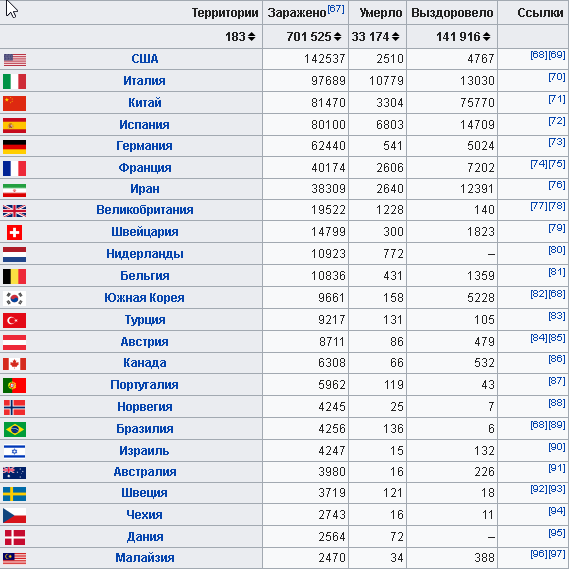 Территории Заражено[67] Умерло Выздоровело Ссылки
183 701 525 33 174 141 916
США 142537 2510 4767 [68][69]
Италия 97689 10779 13030 [70]
Китай 81470 3304 75770 [71]
Испания 80100 6803 14709 [72]
Германия 62440 541 5024 [73]
Франция 40174 2606 7202 [74][75]
Иран 38309 2640 12391 [76]
Великобритания 19522 1228 140 [77][78]
Швейцария 14799 300 1823 [79]
Нидерланды 10923 772 – [80]
Бельгия 10836 431 1359 [81]
Южная Корея 9661 158 5228 [82][68]
Турция 9217 131 105 [83]
Австрия 8711 86 479 [84][85]
Канада 6308 66 532 [86]
Португалия 5962 119 43 [87]
Норвегия 4245 25 7 [88]
Бразилия 4256 136 6 [68][89]
Израиль 4247 15 132 [90]
Австралия 3980 16 226 [91]
Швеция 3719 121 18 [92][93]
Чехия 2743 16 11 [94]
Дания 2564 72 – [95]
Малайзия 2470 34 388 [96][97]